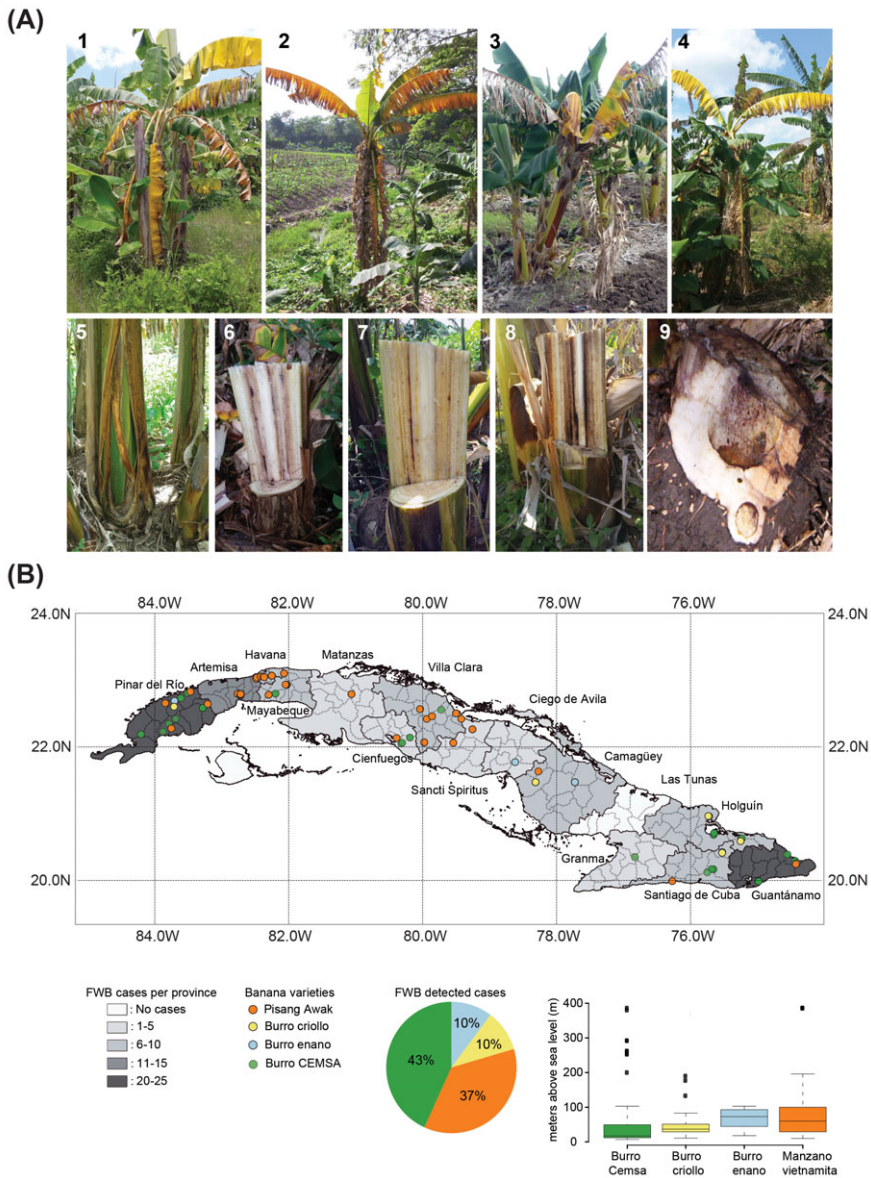 (A)
1
2
3
4
5
6
7
8
9
(B)
84.0W
82.0W
80.0W
78.0W
76.0W
24.0N
24.0N
Havana
Matanzas
Artemisa
Villa Clara
Pinar del Río
Ciego de Avila
Mayabeque
22.0N
22.0N
Camagüey
Cienfuegos
Las Tunas
Sancti Spiritus
Holguín
Granma
20.0N
20.0N
Santiago de Cuba
Guantánamo
84.0W
82.0W
80.0W
78.0W
76.0W
FWB cases per province
: No cases
: 1-5
: 6-10
: 11-15
: 20-25
Banana varieties
Pisang Awak
Burro criollo
Burro enano
Burro CEMSA
FWB detected cases
10%
10%
43%
37%
meters above sea level (m)
400
300
200
100
50
0
Burro
Cemsa
Burro
criollo
Burro
enano
Manzano
vietnamita